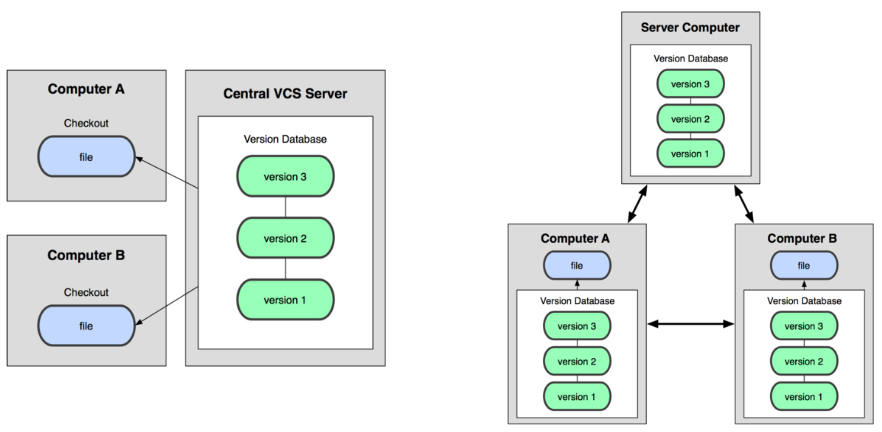 Computer A
Checkout
file
Computer B
Checkout
file
Central VCS Server
Version Database
version 3
version 2
version 1
Server Computer
Version Database
version 3
version 2
version 1
Computer A
file
Version Database
version 3
version 2
version 1
Computer B
file
Version Database
version 3
version 2
version 1